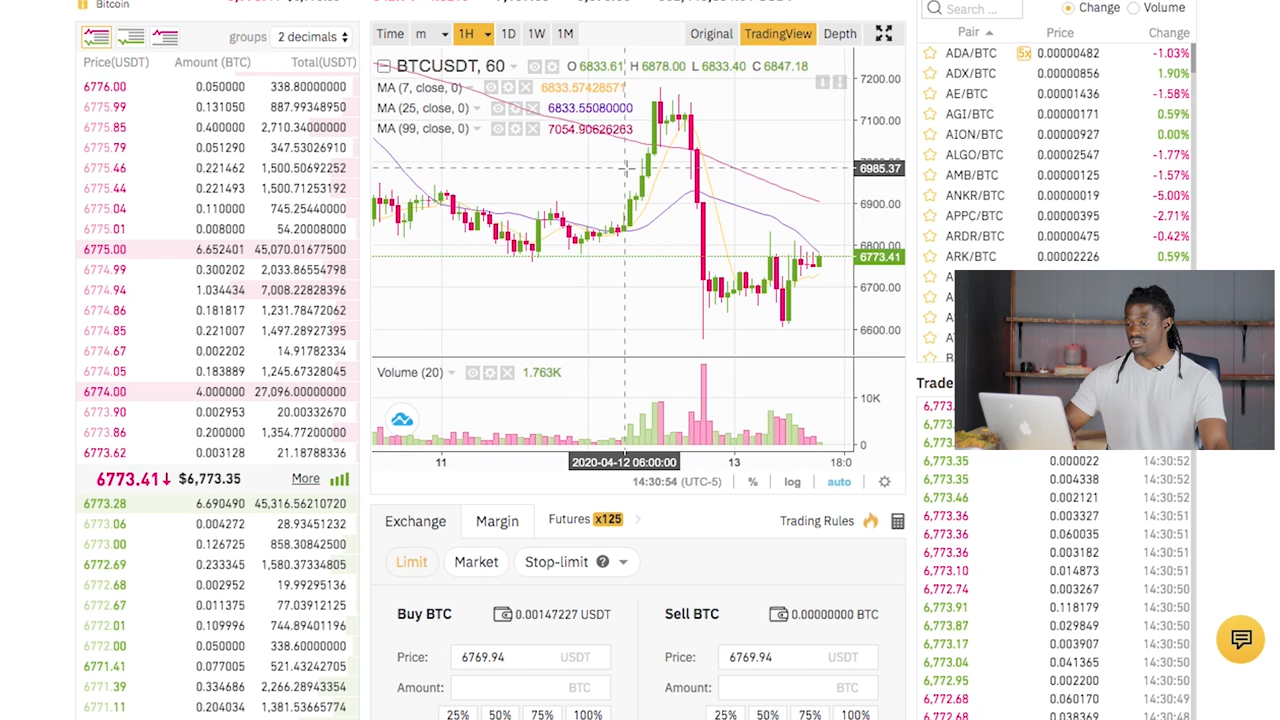 Bitcoin
groups 2 decimals
Price(USDT) Amount (BTC) Total(USDT)
6776.00 0.050000 338.80000000
6775.99 0.131050 887.99348950
6775.85 0.400000 2,710.34000000
6775.79 0.051290 347.53026910
6775.46 0.221500 1,500.70692252
6775.44 0.221493 1,500.71253192
6775.04 0.110000 745.25440000
6775.01 0.008000 54.20008000
6775.00 6.652401 45,070.01677500
6774.99 0.300202 2,033.86554798
6774.94 1.034434 7,008.22828396
6774.86 0.181817 1,231.78462742
6774.85 0.221007 1,497.28927395
6774.67 0.002202 14.91782334
6774.05 0.183889 1,245.67328045
6774.00 4.000000 27,096.00000000
6773.90 0.002953 20.00332670
6773.86 0.200000 1,354.77200000
6773.62 0.003128 21.18788336
6773.41↓ $6,773.35 More
6773.28 6.690490 45,316.56210720
6773.06 0.004272 28.93451232
6773.00 0.126725 858.30842500
6772.69 0.233345 1,580.37334805
6772.68 0.002952 19.99295136
6772.67 0.011375 77.03912125
6772.01 0.109996 744.89401196
6772.00 0.050000 338.60000000
6771.41 0.077005 521.43242705
6771.39 0.334686 2,266.28943354
6771.11 0.204034 1,381.53665774
Time m 1H 1D 1W 1M Original TradingView Depth
BTCUSDT, 60 O 6833.61 H 6878.00 L 6833.40 C 6847.18
MA (7, close, 0) 6833.57428571
MA (25, close, 0) 6833.55080000
MA (99, close, 0) 7054.90626263
7200.00
7100.00
6985.37
6900.00
6800.00
6773.41
6700.00
6600.00
Volume (20) 1.763K
10K
0
11 2020-04-12 06:00:00 13 18:0
14:30:54 (UTC-5) % log auto
Exchange Margin Futures x125 Trading Rules
Limit Market Stop-limit ?
Buy BTC 0.00147227 USDT
Price: 6769.94 USDT
Amount: BTC
25% 50% 75% 100%
Sell BTC 0.00000000 BTC
Price: 6769.94 USDT
Amount: BTC
25% 50% 75% 100%
Search ... Change Volume
Pair Price Change
ADA/BTC 5x 0.00000482 -1.03%
ADX/BTC 0.00000856 1.90%
AE/BTC 0.00001436 -1.58%
AGI/BTC 0.00000171 0.59%
AION/BTC 0.00000927 0.00%
ALGO/BTC 0.00002547 -1.77%
AMB/BTC 0.00000125 -1.57%
ANKR/BTC 0.00000019 -5.00%
APPC/BTC 0.00000395 -2.71%
ARDR/BTC 0.00000475 -0.42%
ARK/BTC 0.00002226 0.59%
Trade
6,773.35 0.000022 14:30:52
6,773.35 0.004338 14:30:52
6,773.46 0.002121 14:30:52
6,773.36 0.003327 14:30:51
6,773.36 0.060035 14:30:51
6,773.36 0.003182 14:30:51
6,773.10 0.014873 14:30:51
6,772.74 0.003267 14:30:50
6,773.91 0.118179 14:30:50
6,773.87 0.029849 14:30:50
6,773.17 0.003907 14:30:50
6,773.04 0.041365 14:30:50
6,772.95 0.002200 14:30:50
6,772.68 0.060170 14:30:49
6,772.68 0.038369 14:30:49